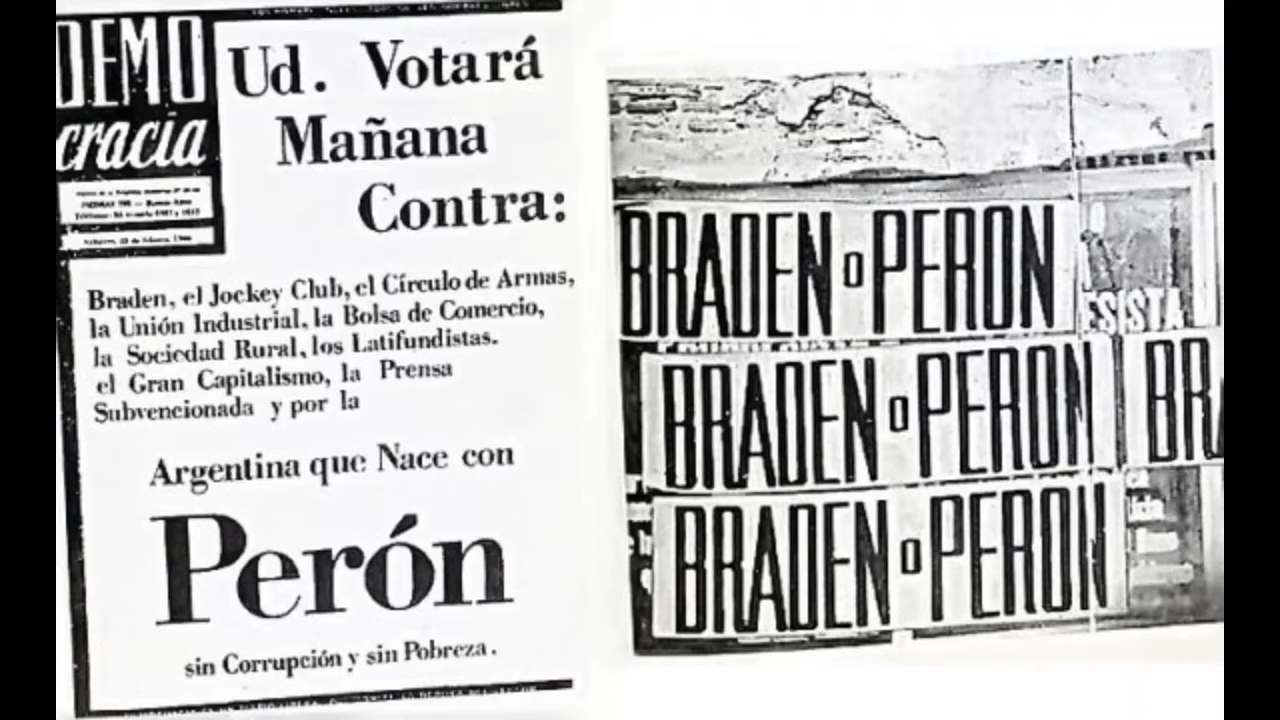 DEMO
cracia
Ud. Votará
Mañana
Contra:
Braden, el Jockey Club, el Círculo de Armas,
la Unión Industrial, la Bolsa de Comercio,
la Sociedad Rural, los Latifundistas.
el Gran Capitalismo, la Prensa
Subvencionada y por la
Argentina que Nace con
Perón
sin Corrupción y sin Pobreza.
BRADEN o PERON
ESISTA
BRADEN o PERON
BRA
BRADEN o PERON